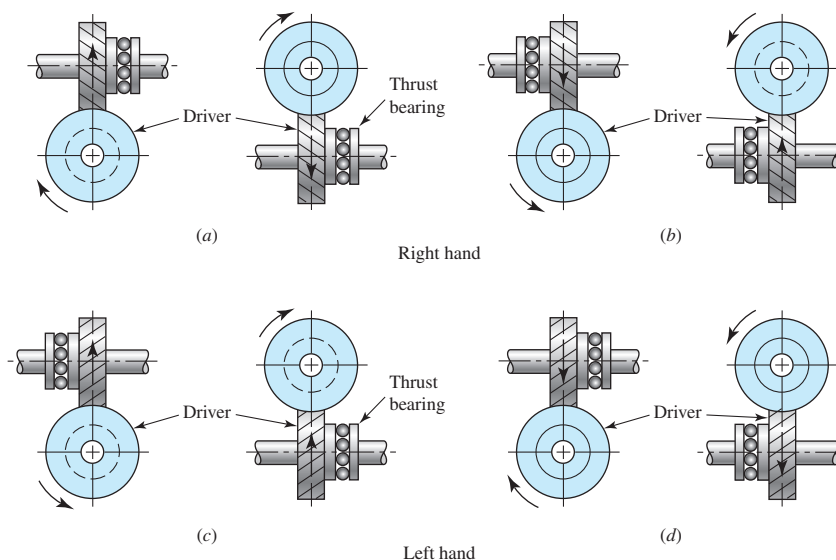 Driver
Thrust
bearing
Driver
(a)
(b)
Right hand
Driver
Thrust
bearing
Driver
(c)
(d)
Left hand